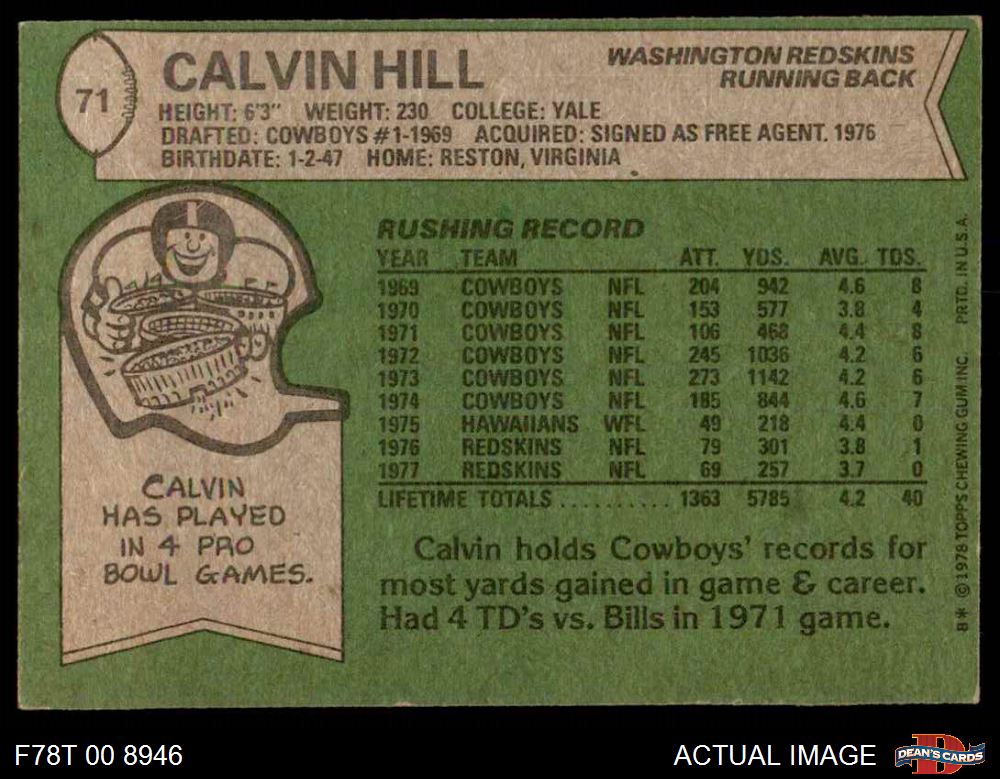 71
CALVIN HILL
WASHINGTON REDSKINS
RUNNING BACK
HEIGHT: 6'3" WEIGHT: 230 COLLEGE: YALE
DRAFTED: COWBOYS #1-1969 ACQUIRED: SIGNED AS FREE AGENT. 1976
BIRTHDATE: 1-2-47 HOME: RESTON, VIRGINIA
RUSHING RECORD
YEAR TEAM ATT. YDS. AVG. TDS.
1969 COWBOYS NFL 204 942 4.6 8
1970 COWBOYS NFL 153 577 3.8 4
1971 COWBOYS NFL 106 468 4.4 8
1972 COWBOYS NFL 245 1036 4.2 6
1973 COWBOYS NFL 273 1142 4.2 6
1974 COWBOYS NFL 185 844 4.6 7
1975 HAWAIIANS WFL 49 218 4.4 0
1976 REDSKINS NFL 79 301 3.8 1
1977 REDSKINS NFL 69 257 3.7 0
LIFETIME TOTALS .......... 1363 5785 4.2 40
CALVIN
HAS PLAYED
IN 4 PRO
BOWL GAMES.
Calvin holds Cowboys' records for
most yards gained in game & career.
Had 4 TD's vs. Bills in 1971 game.
8* © 1978 TOPPS CHEWING GUM INC. PRTD. IN U.S.A.
F78T 00 8946
ACTUAL IMAGE
DEAN'S CARDS